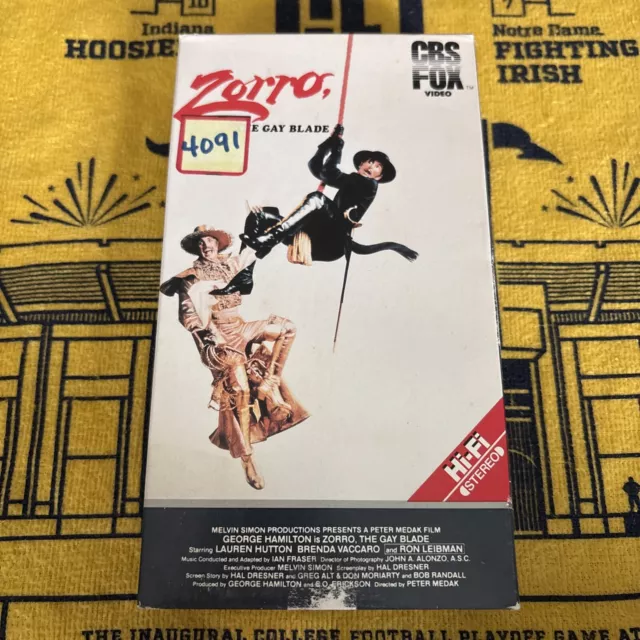 10
Indiana
HOOSIER
Notre Dame
FIGHTING
IRISH
CBS
FOX
VIDEO
TM
Zorro,
E GAY BLADE
4091
Hi-Fi
STEREO
MELVIN SIMON PRODUCTIONS PRESENTS A PETER MEDAK FILM
GEORGE HAMILTON is ZORRO, THE GAY BLADE
Starring LAUREN HUTTON BRENDA VACCARO and RON LEIBMAN
Music Conducted and Adapted by IAN FRASER Director of Photography JOHN A. ALONZO, A.S.C.
Executive Producer MELVIN SIMON Screenplay by HAL DRESNER
Screen Story by HAL DRESNER and GREG ALT & DON MORIARTY and BOB RANDALL
Produced by GEORGE HAMILTON and C.O. ERICKSON Directed by PETER MEDAK
THE INAUGURAL COLLEGE FOOTBALL PLAYOFF GAME AT